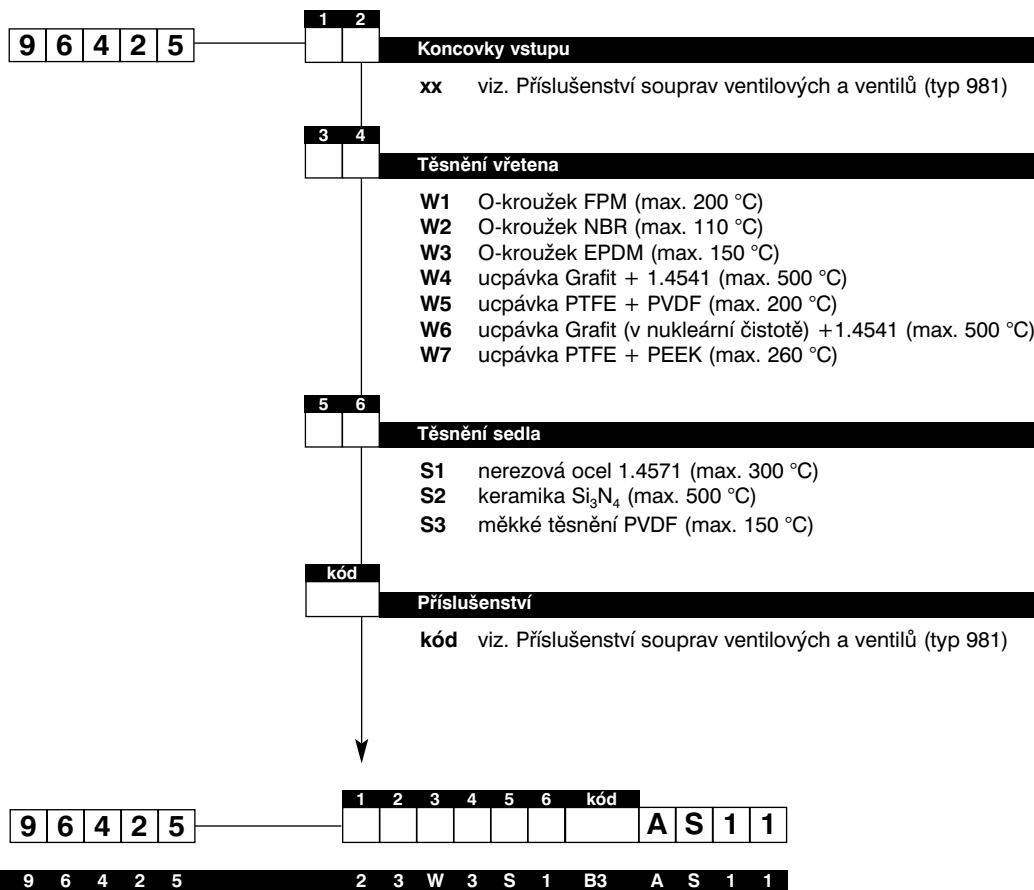 1 2
9 6 4 2 5
Koncovky vstupu
xx viz. Příslušenství souprav ventilových a ventilů (typ 981)
3 4
Těsnění vřetena
W1 O-kroužek FPM (max. 200 °C)
W2 O-kroužek NBR (max. 110 °C)
W3 O-kroužek EPDM (max. 150 °C)
W4 ucpávka Grafit + 1.4541 (max. 500 °C)
W5 ucpávka PTFE + PVDF (max. 200 °C)
W6 ucpávka Grafit (v nukleární čistotě) +1.4541 (max. 500 °C)
W7 ucpávka PTFE + PEEK (max. 260 °C)
5 6
Těsnění sedla
S1 nerezová ocel 1.4571 (max. 300 °C)
S2 keramika Si₃N₄ (max. 500 °C)
S3 měkké těsnění PVDF (max. 150 °C)
kód
Příslušenství
kód viz. Příslušenství souprav ventilových a ventilů (typ 981)
1 2 3 4 5 6 kód
9 6 4 2 5 A S 1 1
9 6 4 2 5 2 3 W 3 S 1 B3 A S 1 1